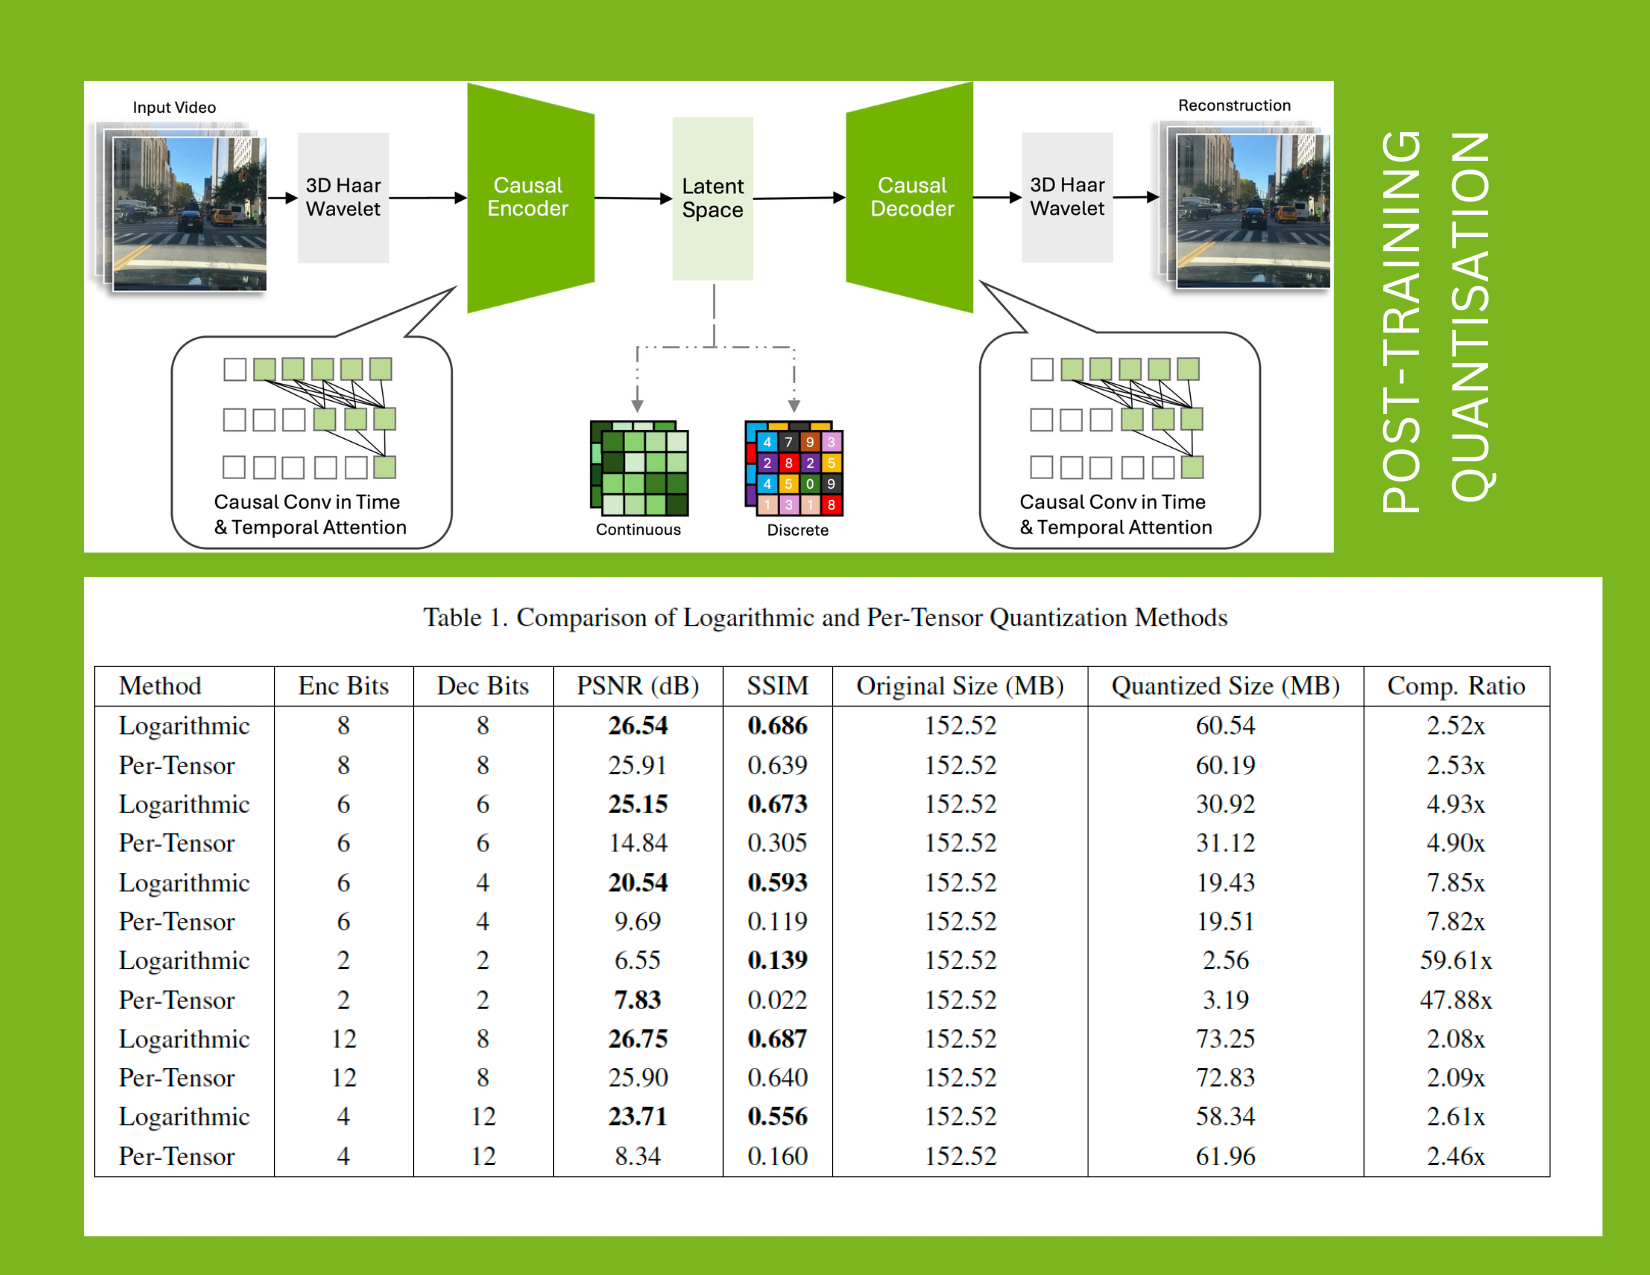 Input Video
3D Haar
Wavelet
Causal
Encoder
Latent
Space
Causal
Decoder
3D Haar
Wavelet
Reconstruction
Causal Conv in Time
& Temporal Attention
4 7 9 3
2 8 2 5
4 5 0 9
1 3 1 8
Continuous
Discrete
Causal Conv in Time
& Temporal Attention
POST-TRAINING
QUANTISATION
Table 1. Comparison of Logarithmic and Per-Tensor Quantization Methods
Method Enc Bits Dec Bits PSNR (dB) SSIM Original Size (MB) Quantized Size (MB) Comp. Ratio
Logarithmic 8 8 26.54 0.686 152.52 60.54 2.52x
Per-Tensor 8 8 25.91 0.639 152.52 60.19 2.53x
Logarithmic 6 6 25.15 0.673 152.52 30.92 4.93x
Per-Tensor 6 6 14.84 0.305 152.52 31.12 4.90x
Logarithmic 6 4 20.54 0.593 152.52 19.43 7.85x
Per-Tensor 6 4 9.69 0.119 152.52 19.51 7.82x
Logarithmic 2 2 6.55 0.139 152.52 2.56 59.61x
Per-Tensor 2 2 7.83 0.022 152.52 3.19 47.88x
Logarithmic 12 8 26.75 0.687 152.52 73.25 2.08x
Per-Tensor 12 8 25.90 0.640 152.52 72.83 2.09x
Logarithmic 4 12 23.71 0.556 152.52 58.34 2.61x
Per-Tensor 4 12 8.34 0.160 152.52 61.96 2.46x